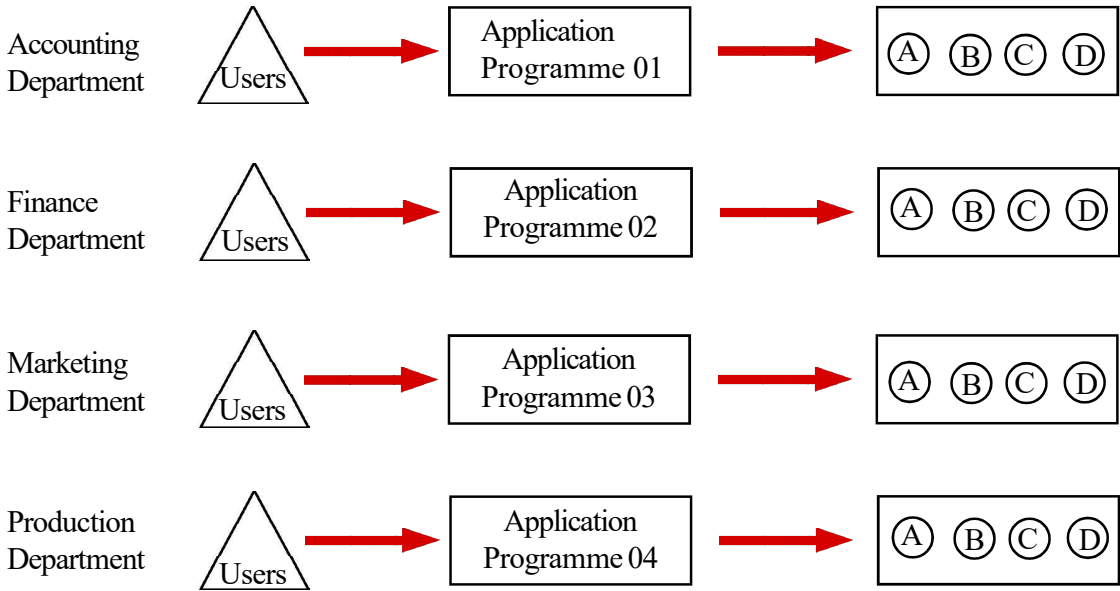 Accounting
Department
Users
Application
Programme 01
A B C D
Finance
Department
Users
Application
Programme 02
A B C D
Marketing
Department
Users
Application
Programme 03
A B C D
Production
Department
Users
Application
Programme 04
A B C D